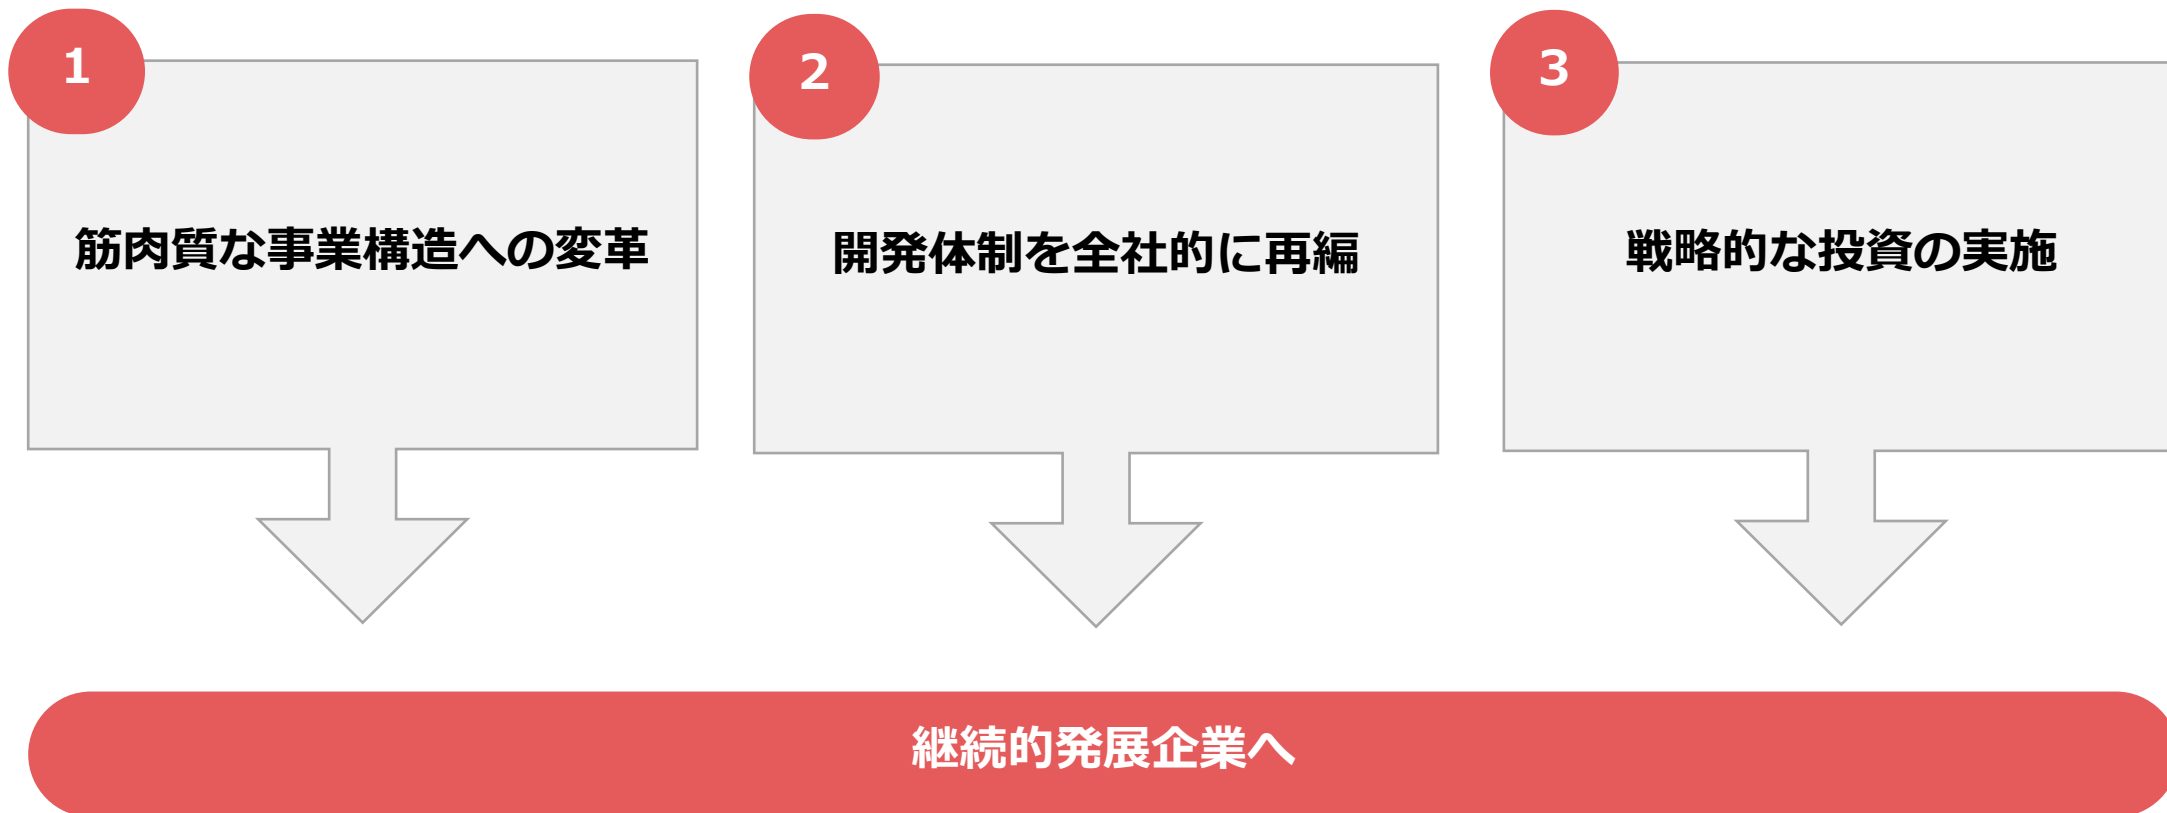 1
筋肉質な事業構造への変革
2
開発体制を全社的に再編
3
戦略的な投資の実施
継続的発展企業へ